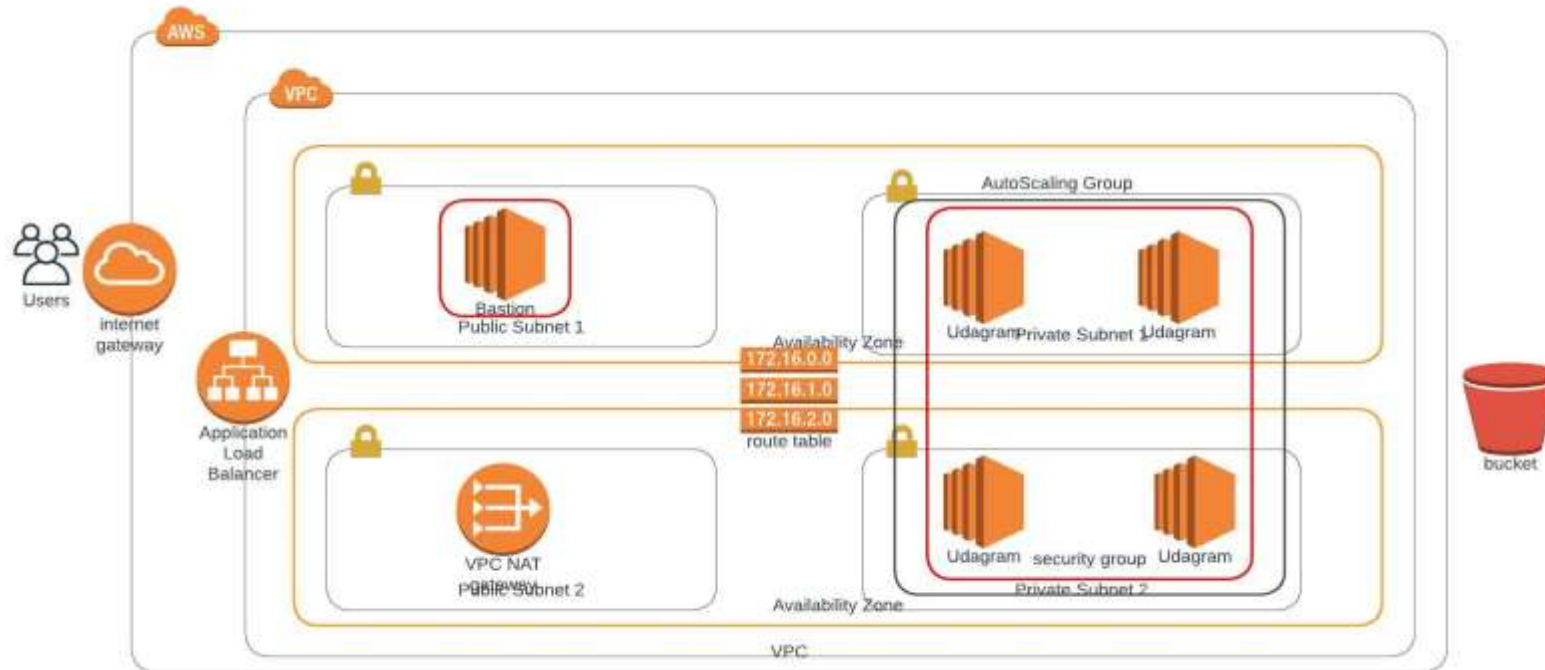 AWS
VPC
AutoScaling Group
Users
internet
gateway
Bastion
Public Subnet 1
Udagram
Private Subnet 1
Udagram
Availability Zone
172.16.0.0
172.16.1.0
172.16.2.0
route table
Application
Load
Balancer
bucket
VPC NAT
gateway
Public Subnet 2
Udagram
security group
Udagram
Private Subnet 2
Availability Zone
VPC